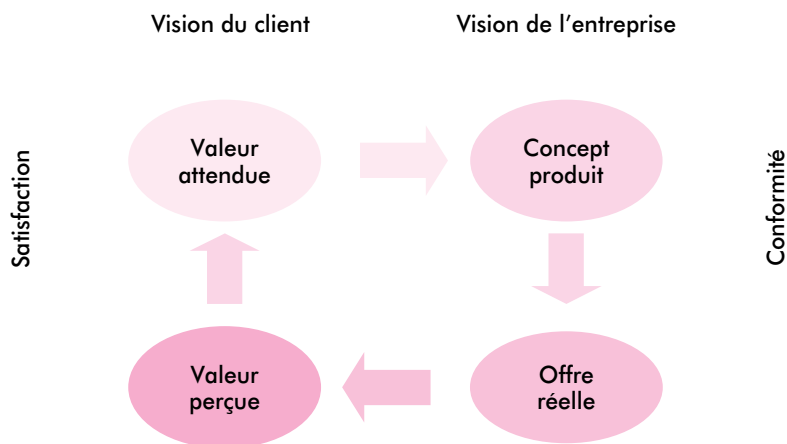 Vision du client
Vision de l’entreprise
Satisfaction
Valeur
attendue
Concept
produit
Conformité
Valeur
perçue
Offre
réelle